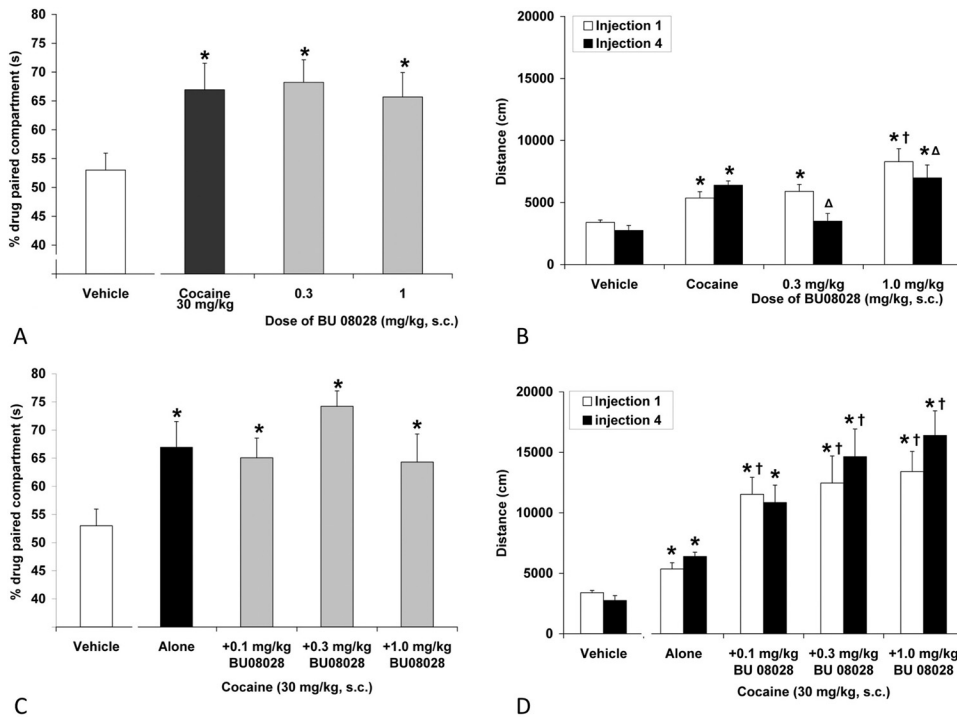 80
75
70
65
60
55
50
45
40
% drug paired compartment (s)
*
*
*
Vehicle
Cocaine
30 mg/kg
0.3
1
Dose of BU 08028 (mg/kg, s.c.)
A
20000
15000
10000
5000
0
Distance (cm)
Injection 1
Injection 4
*
*
*
Δ
*†
*Δ
Vehicle
Cocaine
0.3 mg/kg
1.0 mg/kg
Dose of BU08028 (mg/kg, s.c.)
B
80
75
70
65
60
55
50
45
40
% drug paired compartment (s)
*
*
*
*
Vehicle
Alone
+0.1 mg/kg
BU08028
+0.3 mg/kg
BU08028
+1.0 mg/kg
BU08028
Cocaine (30 mg/kg, s.c.)
C
20000
15000
10000
5000
0
Distance (cm)
Injection 1
injection 4
*
*
*†
*
*†
*†
*†
*†
Vehicle
Alone
+0.1 mg/kg
BU 08028
+0.3 mg/kg
BU 08028
+1.0 mg/kg
BU 08028
Cocaine (30 mg/kg, s.c.)
D